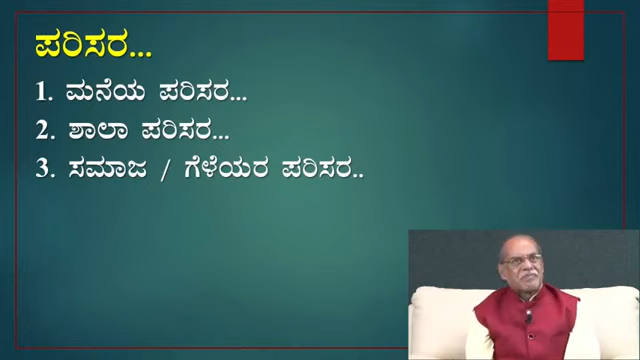 ಪರಿಸರ...
1. ಮನೆಯ ಪರಿಸರ...
2. ಶಾಲಾ ಪರಿಸರ...
3. ಸಮಾಜ / ಗೆಳೆಯರ ಪರಿಸರ..